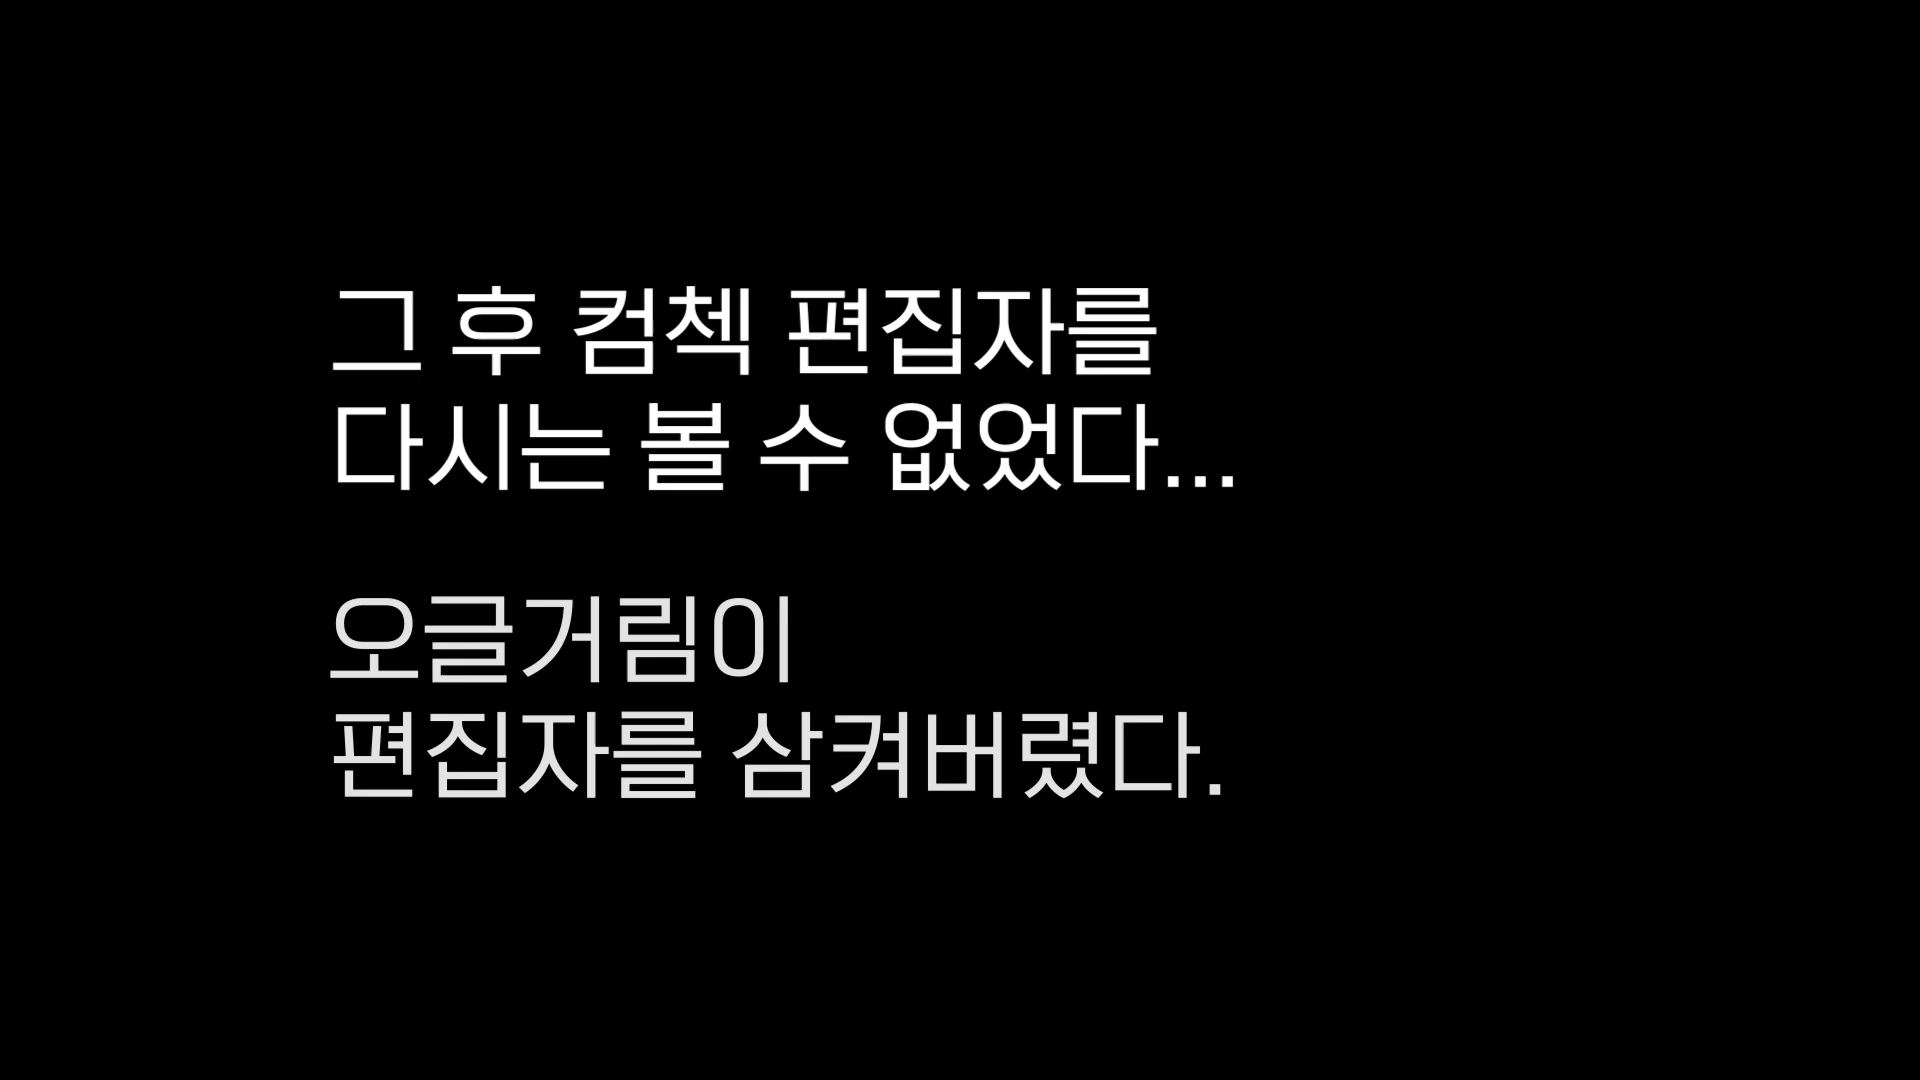 그 후 컴책 편집자를
다시는 볼 수 없었다...
오글거림이
편집자를 삼켜버렸다.